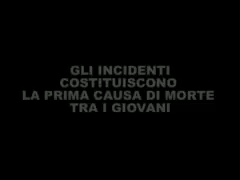 GLI INCIDENTI
COSTITUISCONO
LA PRIMA CAUSA DI MORTE
TRA I GIOVANI